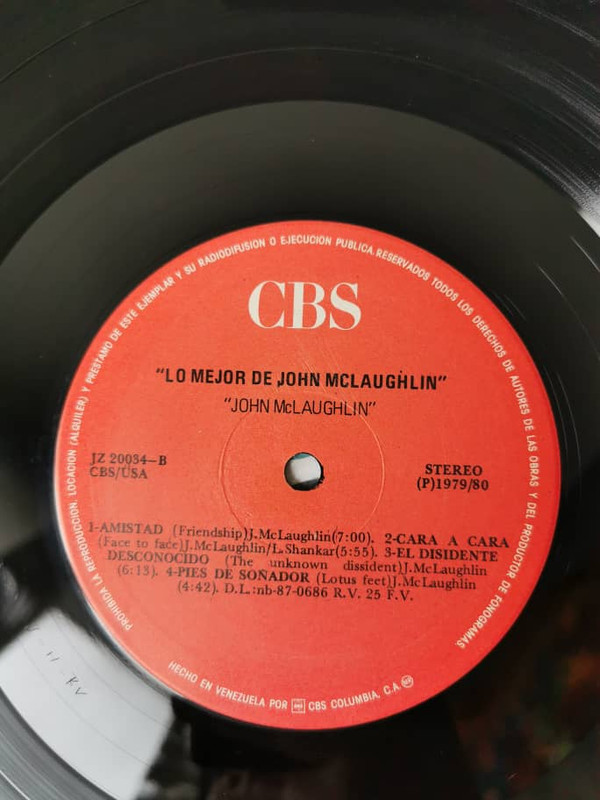 PROHIBIDA LA REPRODUCCION, LOCACION (ALQUILER) Y PRESTAMO DE ESTE EJEMPLAR Y SU RADIODIFUSION O EJECUCION PUBLICA. RESERVADOS TODOS LOS DERECHOS DE AUTORES DE LAS OBRAS Y DEL PRODUCTOR DE FONOGRAMAS.
CBS
"LO MEJOR DE JOHN MCLAUGHLIN"
"JOHN McLAUGHLIN"
JZ 20034-B
CBS/USA
STEREO
(P)1979/80
1-AMISTAD (Friendship)J.McLaughlin(7:00). 2-CARA A CARA
(Face to face)J.McLaughlin/L.Shankar(5:55). 3-EL DISIDENTE
DESCONOCIDO (The unknown dissident)J.McLaughlin
(6:13). 4-PIES DE SOÑADOR (Lotus feet)J.McLaughlin
(4:42). D.L.:nb-87-0686 R.V. 25 F.V.
HECHO EN VENEZUELA POR CBS COLUMBIA, C.A.